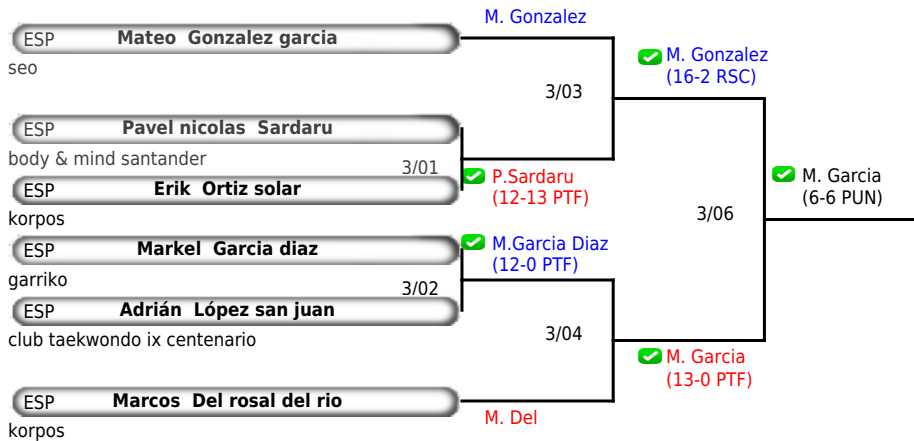 M. Gonzalez
ESP Mateo Gonzalez garcia
seo
M. Gonzalez
(16-2 RSC)
3/03
ESP Pavel nicolas Sardaru
body & mind santander
3/01
P.Sardaru
(12-13 PTF)
M. Garcia
(6-6 PUN)
ESP Erik Ortiz solar
korpos
3/06
ESP Markel Garcia diaz
garriko
M.Garcia Diaz
(12-0 PTF)
3/02
ESP Adrián López san juan
club taekwondo ix centenario
3/04
M. Garcia
(13-0 PTF)
ESP Marcos Del rosal del rio
korpos
M. Del